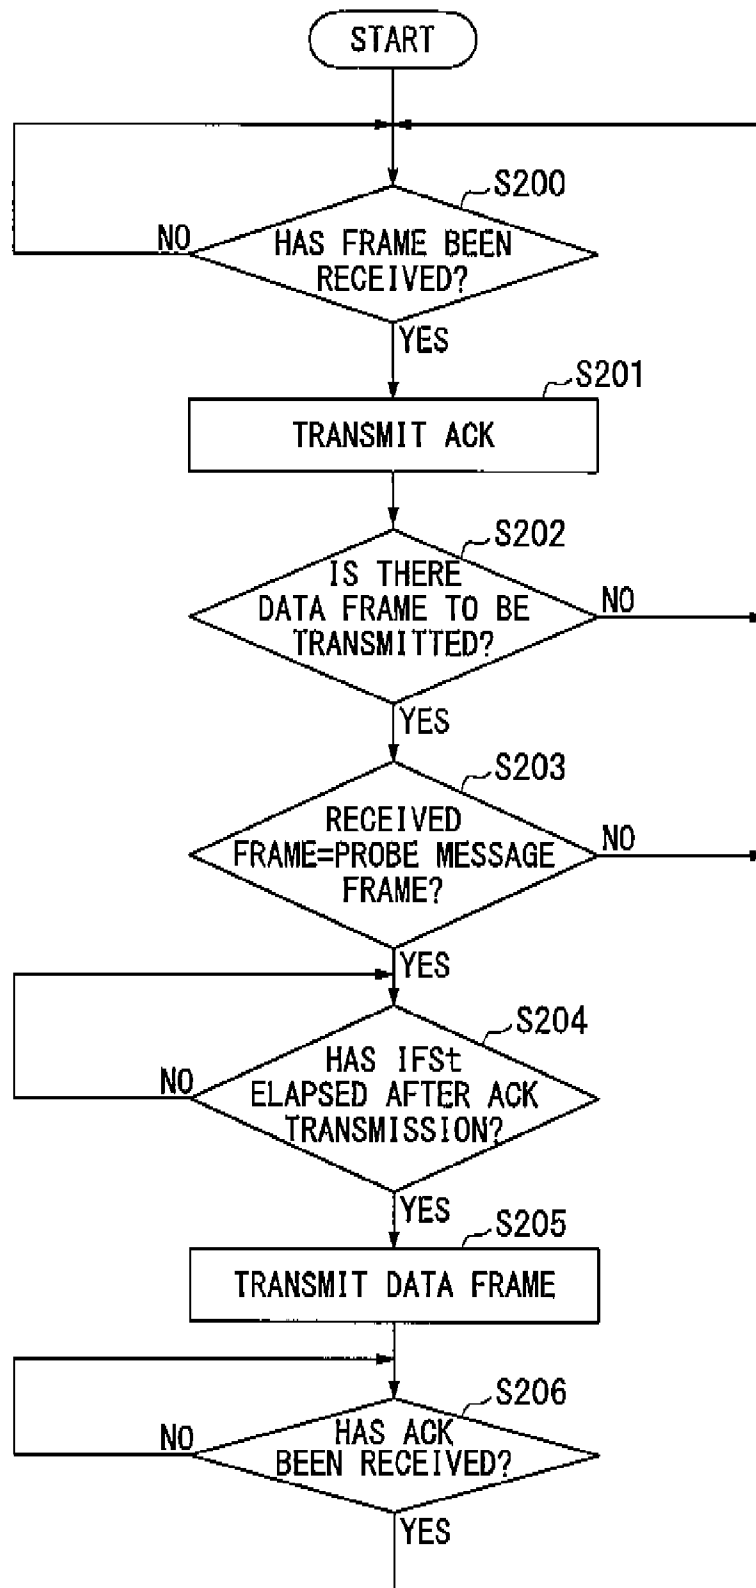 START
S200
NO
HAS FRAME BEEN
RECEIVED?
YES
S201
TRANSMIT ACK
S202
IS THERE
DATA FRAME TO BE
TRANSMITTED?
NO
YES
S203
RECEIVED
FRAME=PROBE MESSAGE
FRAME?
NO
YES
S204
HAS IFSt
ELAPSED AFTER ACK
TRANSMISSION?
NO
YES
S205
TRANSMIT DATA FRAME
S206
NO
HAS ACK
BEEN RECEIVED?
YES